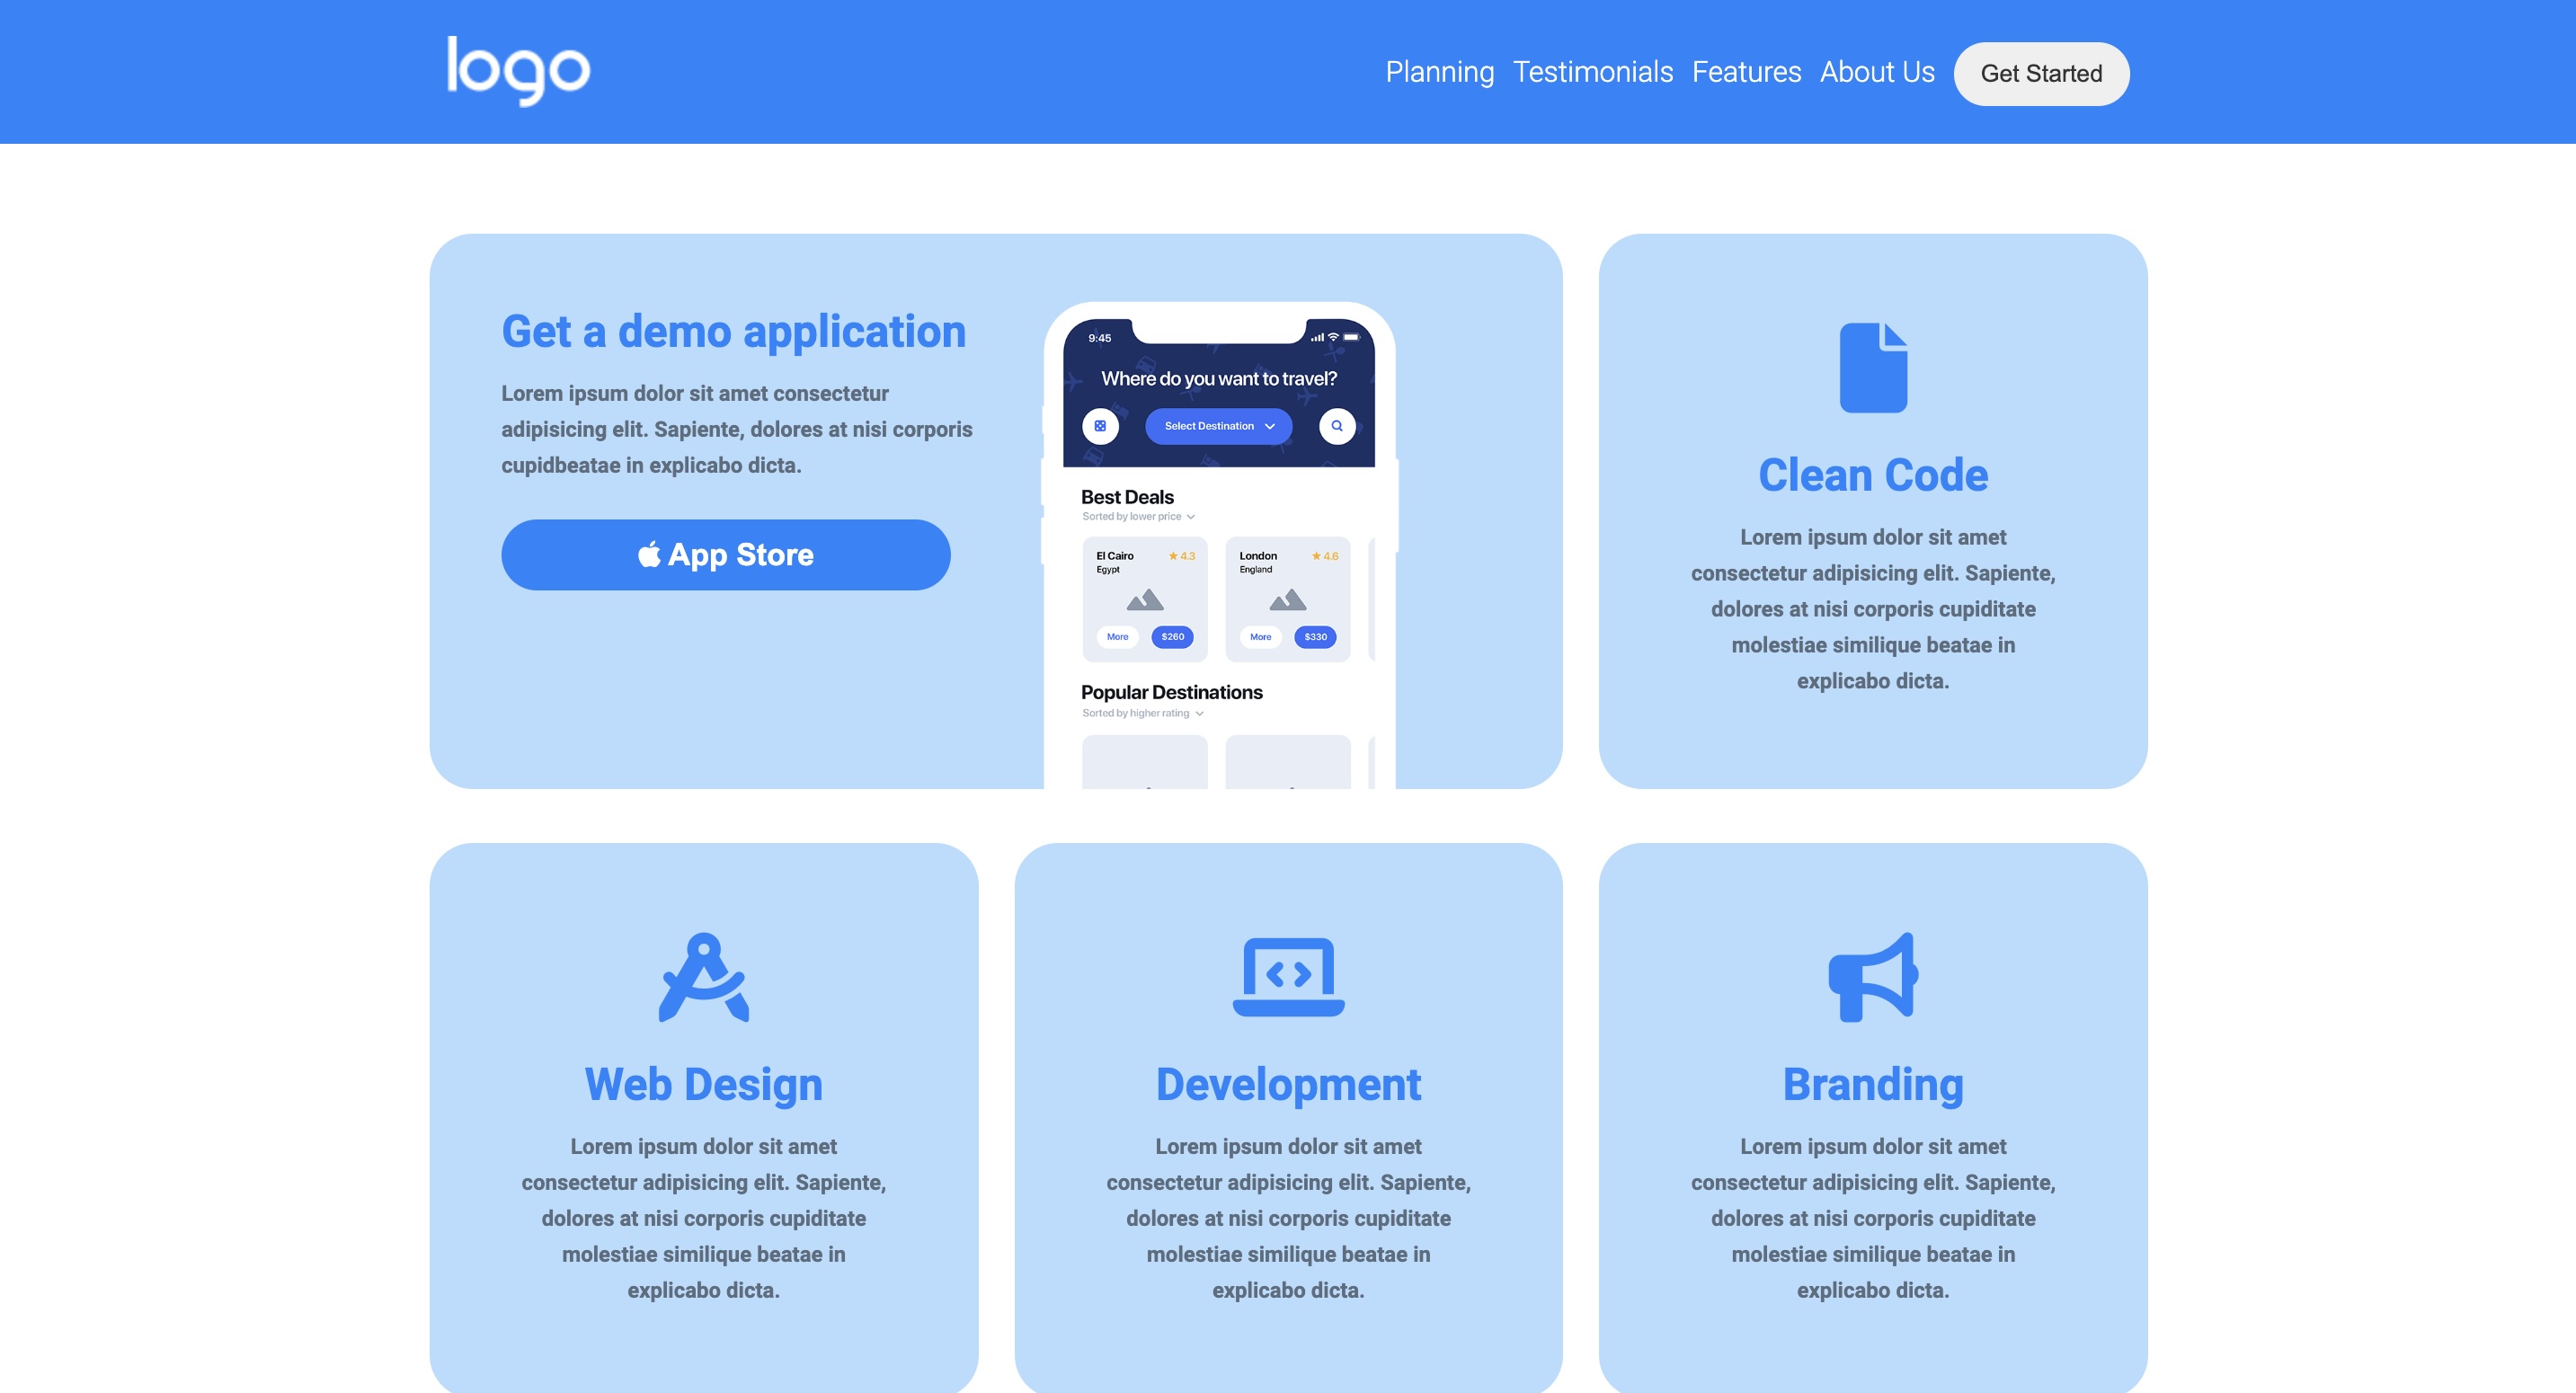 logo
Planning Testimonials Features About Us Get Started
Get a demo application
Lorem ipsum dolor sit amet consectetur
adipisicing elit. Sapiente, dolores at nisi corporis
cupidbeatae in explicabo dicta.
App Store
9:45
Where do you want to travel?
Select Destination
Best Deals
Sorted by lower price
El Cairo 4.3
Egypt
More $260
London 4.6
England
More $330
Popular Destinations
Sorted by higher rating
Clean Code
Lorem ipsum dolor sit amet
consectetur adipisicing elit. Sapiente,
dolores at nisi corporis cupiditate
molestiae similique beatae in
explicabo dicta.
Web Design
Lorem ipsum dolor sit amet
consectetur adipisicing elit. Sapiente,
dolores at nisi corporis cupiditate
molestiae similique beatae in
explicabo dicta.
Development
Lorem ipsum dolor sit amet
consectetur adipisicing elit. Sapiente,
dolores at nisi corporis cupiditate
molestiae similique beatae in
explicabo dicta.
Branding
Lorem ipsum dolor sit amet
consectetur adipisicing elit. Sapiente,
dolores at nisi corporis cupiditate
molestiae similique beatae in
explicabo dicta.